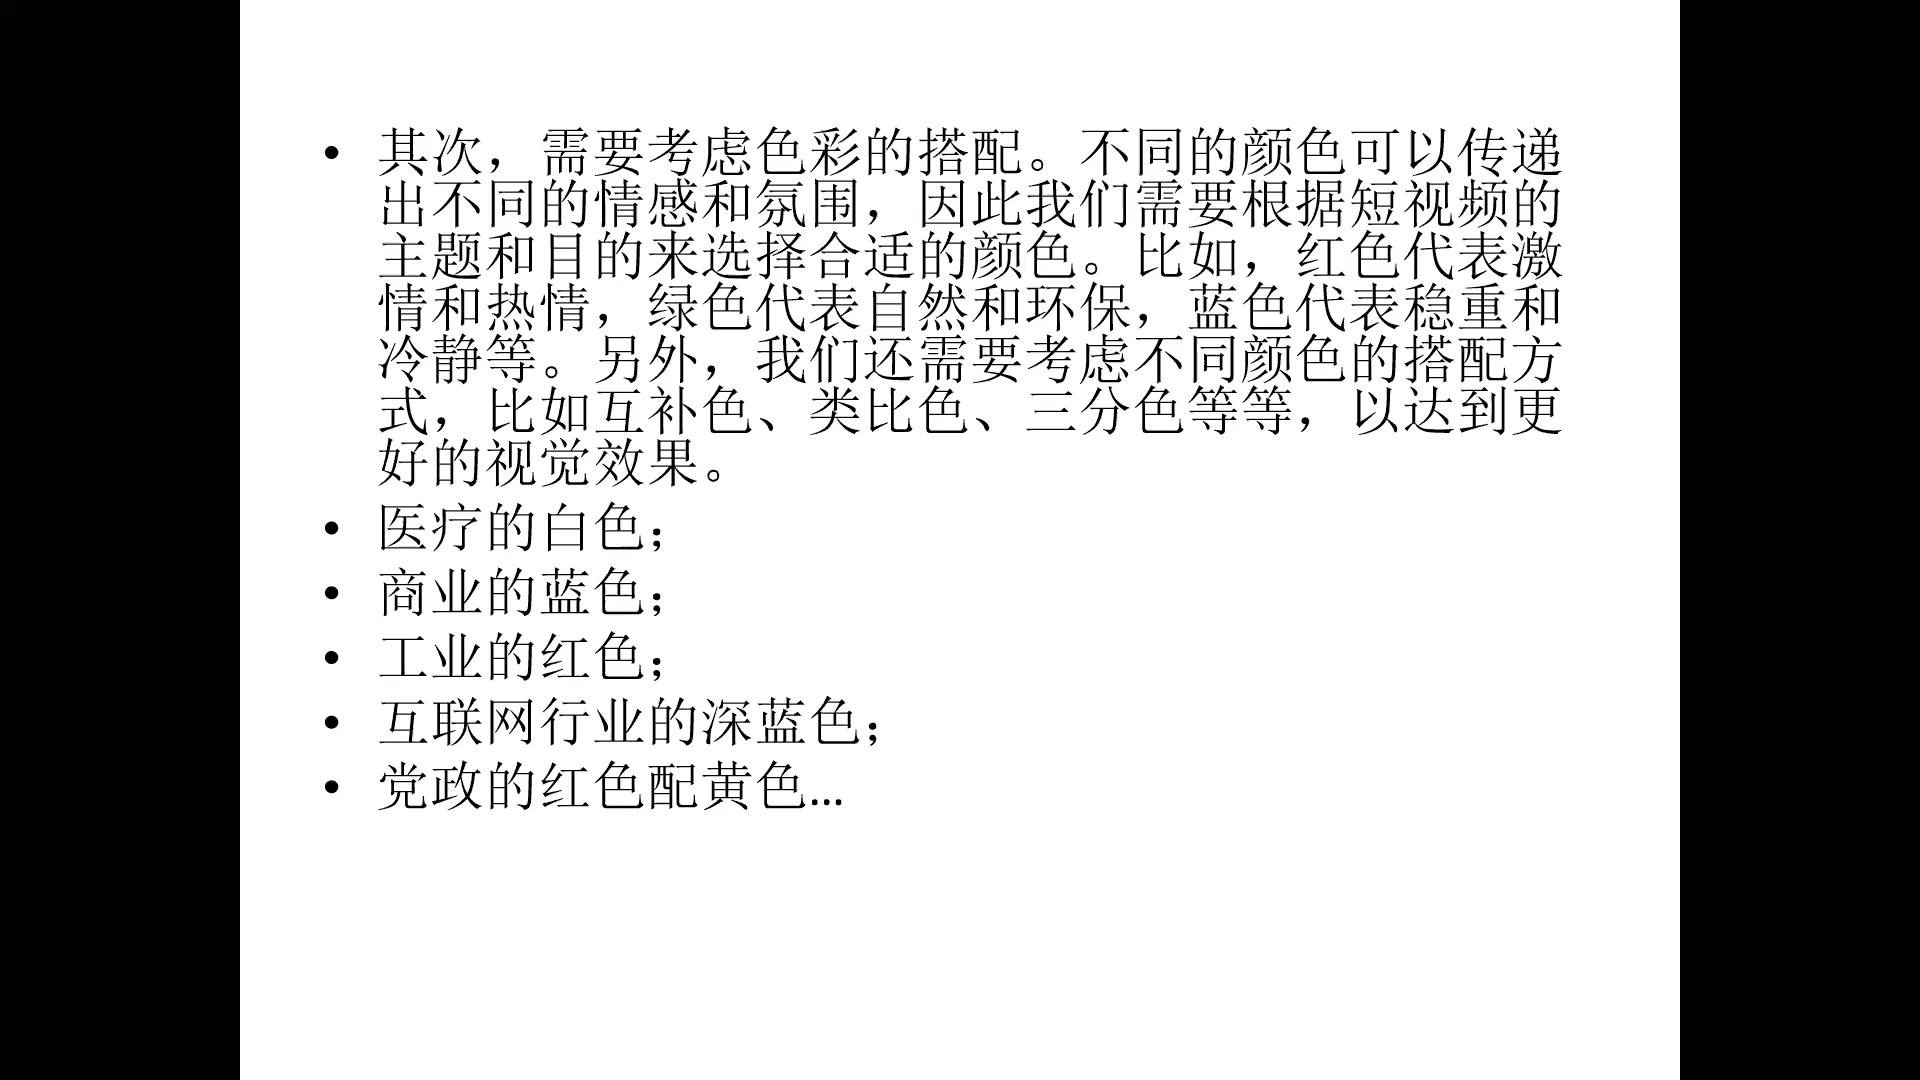 • 其次，需要考虑色彩的搭配。不同的颜色可以传递
出不同的情感和氛围，因此我们需要根据短视频的
主题和目的来选择合适的颜色。比如，红色代表激
情和热情，绿色代表自然和环保，蓝色代表稳重和
冷静等。另外，我们还需要考虑不同颜色的搭配方
式，比如互补色、类比色、三分色等等，以达到更
好的视觉效果。
• 医疗的白色；
• 商业的蓝色；
• 工业的红色；
• 互联网行业的深蓝色；
• 党政的红色配黄色...